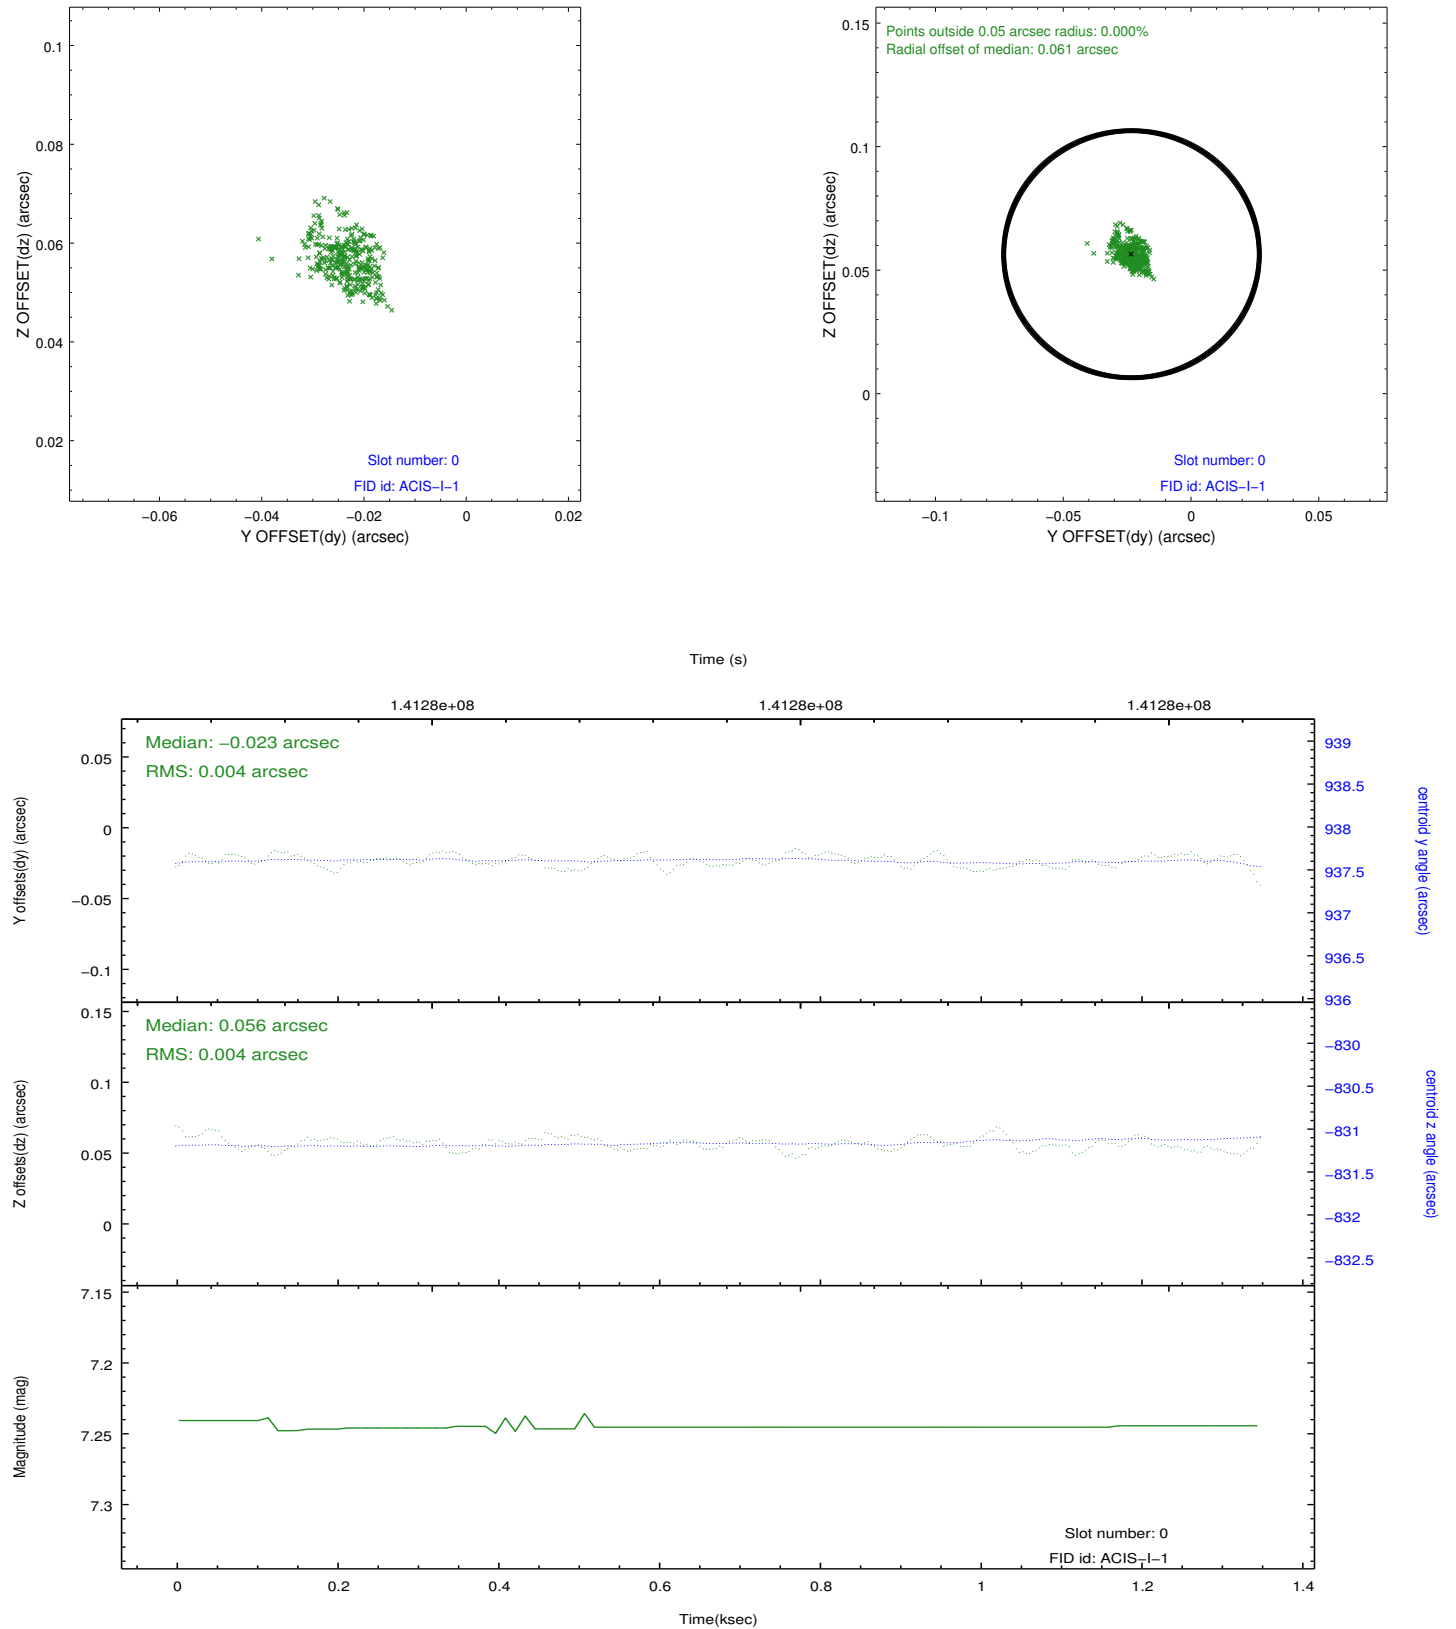 0.1
0.08
0.06
0.04
0.02
Z OFFSET(dz) (arcsec)
Slot number: 0
FID id: ACIS−I−1
−0.06
−0.04
−0.02
0
0.02
Y OFFSET(dy) (arcsec)
Points outside 0.05 arcsec radius: 0.000%
Radial offset of median: 0.061 arcsec
0.15
0.1
0.05
0
Z OFFSET(dz) (arcsec)
Slot number: 0
FID id: ACIS−I−1
−0.1
−0.05
0
0.05
Y OFFSET(dy) (arcsec)
Time (s)
1.4128e+08
1.4128e+08
1.4128e+08
Median: −0.023 arcsec
RMS: 0.004 arcsec
0.05
0
−0.05
−0.1
Y offsets(dy) (arcsec)
939
938.5
938
937.5
937
936.5
936
centroid y angle (arcsec)
Median: 0.056 arcsec
RMS: 0.004 arcsec
0.15
0.1
0.05
0
Z offsets(dz) (arcsec)
−830
−830.5
−831
−831.5
−832
−832.5
centroid z angle (arcsec)
7.15
7.2
7.25
7.3
Magnitude (mag)
Slot number: 0
FID id: ACIS−I−1
0
0.2
0.4
0.6
0.8
1
1.2
1.4
Time(ksec)